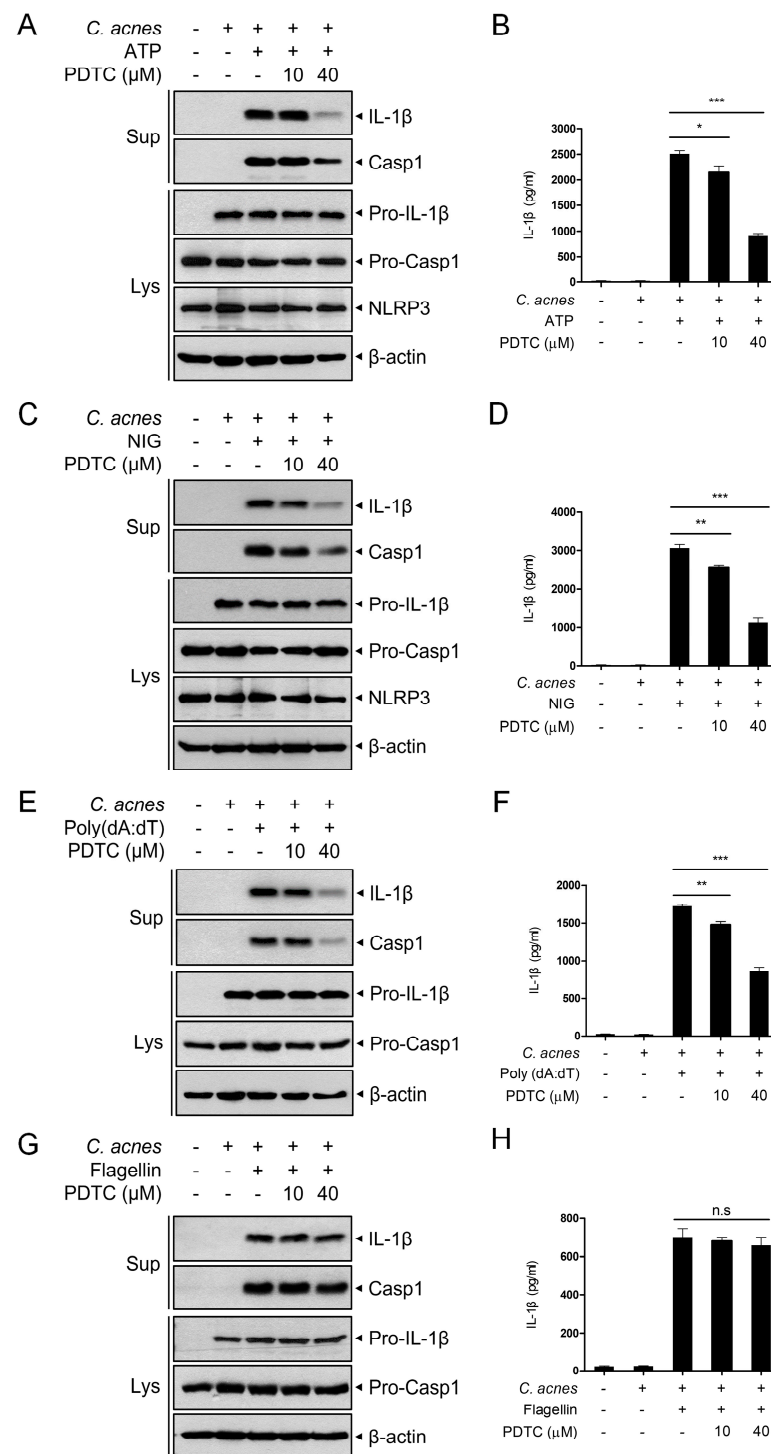 A
C. acnes - + + + +
ATP - - + + +
PDTC (µM) - - - 10 40
Sup
IL-1β
Casp1
Lys
Pro-IL-1β
Pro-Casp1
NLRP3
β-actin
B
***
*
IL-1β (pg/ml)
3000
2500
2000
1500
1000
500
0
C. acnes - + + + +
ATP - - + + +
PDTC (µM) - - - 10 40
C
C. acnes - + + + +
NIG - - + + +
PDTC (µM) - - - 10 40
Sup
IL-1β
Casp1
Lys
Pro-IL-1β
Pro-Casp1
NLRP3
β-actin
D
***
**
IL-1β (pg/ml)
4000
3000
2000
1000
0
C. acnes - + + + +
NIG - - + + +
PDTC (µM) - - - 10 40
E
C. acnes - + + + +
Poly(dA:dT) - - + + +
PDTC (µM) - - - 10 40
Sup
IL-1β
Casp1
Lys
Pro-IL-1β
Pro-Casp1
β-actin
F
***
**
IL-1β (pg/ml)
2000
1500
1000
500
0
C. acnes - + + + +
Poly (dA:dT) - - + + +
PDTC (µM) - - - 10 40
G
C. acnes - + + + +
Flagellin - - + + +
PDTC (µM) - - - 10 40
Sup
IL-1β
Casp1
Lys
Pro-IL-1β
Pro-Casp1
β-actin
H
n.s
IL-1β (pg/ml)
800
600
400
200
0
C. acnes - + + + +
Flagellin - - + + +
PDTC (µM) - - - 10 40